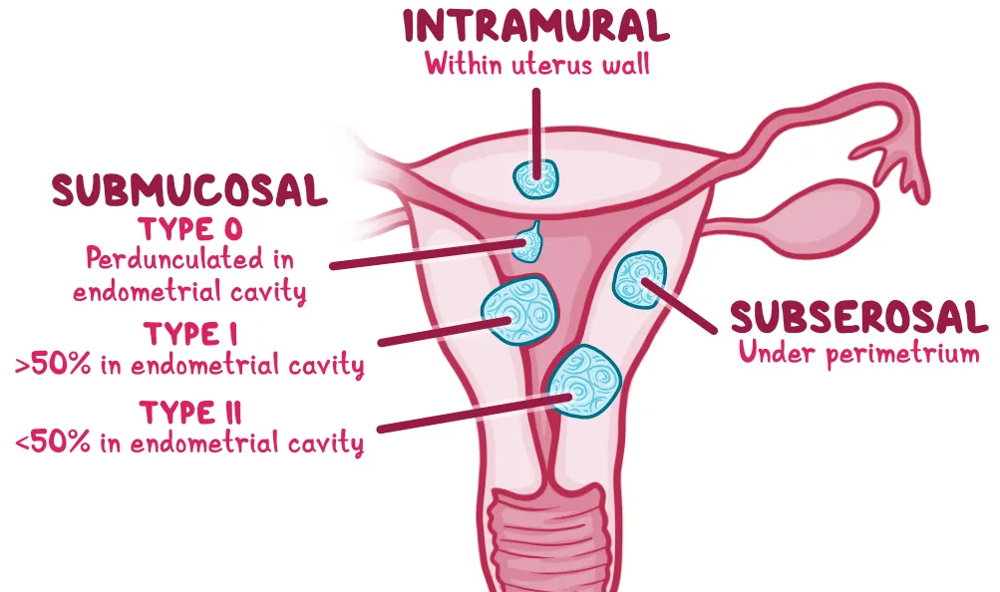 INTRAMURAL
Within uterus wall
SUBMUCOSAL
TYPE 0
Perdunculated in
endometrial cavity
TYPE I
>50% in endometrial cavity
TYPE II
<50% in endometrial cavity
SUBSEROSAL
Under perimetrium